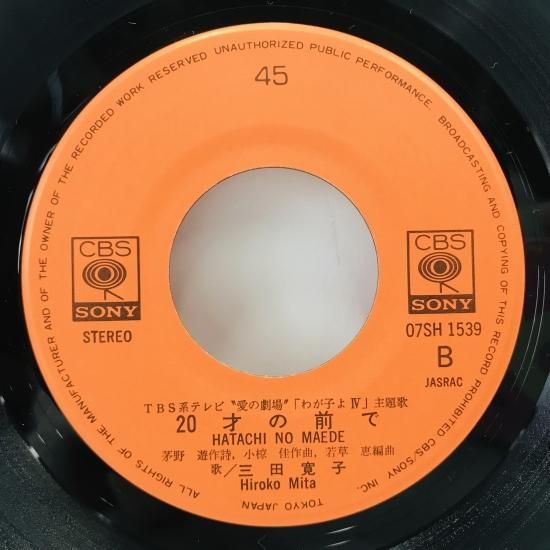 ALL RIGHTS OF THE MANUFACTURER AND OF THE OWNER OF THE RECORDED WORK RESERVED UNAUTHORIZED PUBLIC PERFORMANCE. BROADCASTING AND COPYING OF THIS RECORD PROHIBITED CBS/SONY INC.
TOKYO JAPAN
45
CBS
SONY
STEREO
CBS
SONY
07SH 1539
B
JASRAC
TBS系テレビ〝愛の劇場〟「わが子よⅣ」主題歌
20才の前で
HATACHI NO MAEDE
茅野 遊作詩, 小椋 佳作曲, 若草 恵編曲
歌/三田寛子
Hiroko Mita